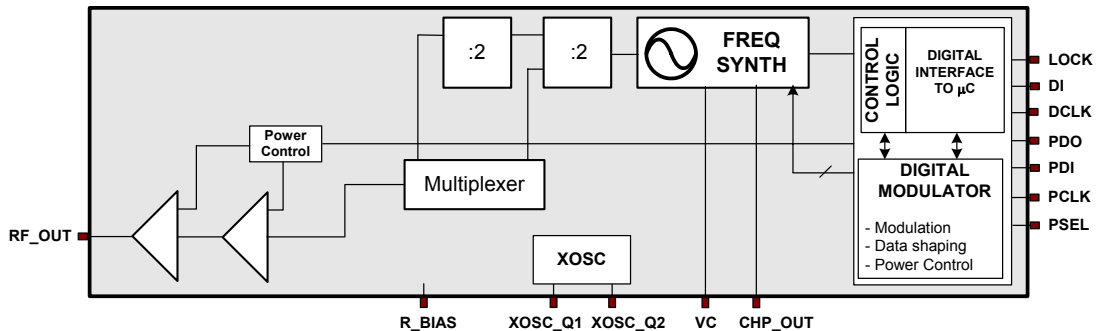 :2
:2
FREQ
SYNTH
CONTROL
LOGIC
DIGITAL
INTERFACE
TO μC
LOCK
DI
DCLK
PDO
PDI
PCLK
PSEL
Power
Control
Multiplexer
DIGITAL
MODULATOR
- Modulation
- Data shaping
- Power Control
RF_OUT
XOSC
R_BIAS
XOSC_Q1
XOSC_Q2
VC
CHP_OUT